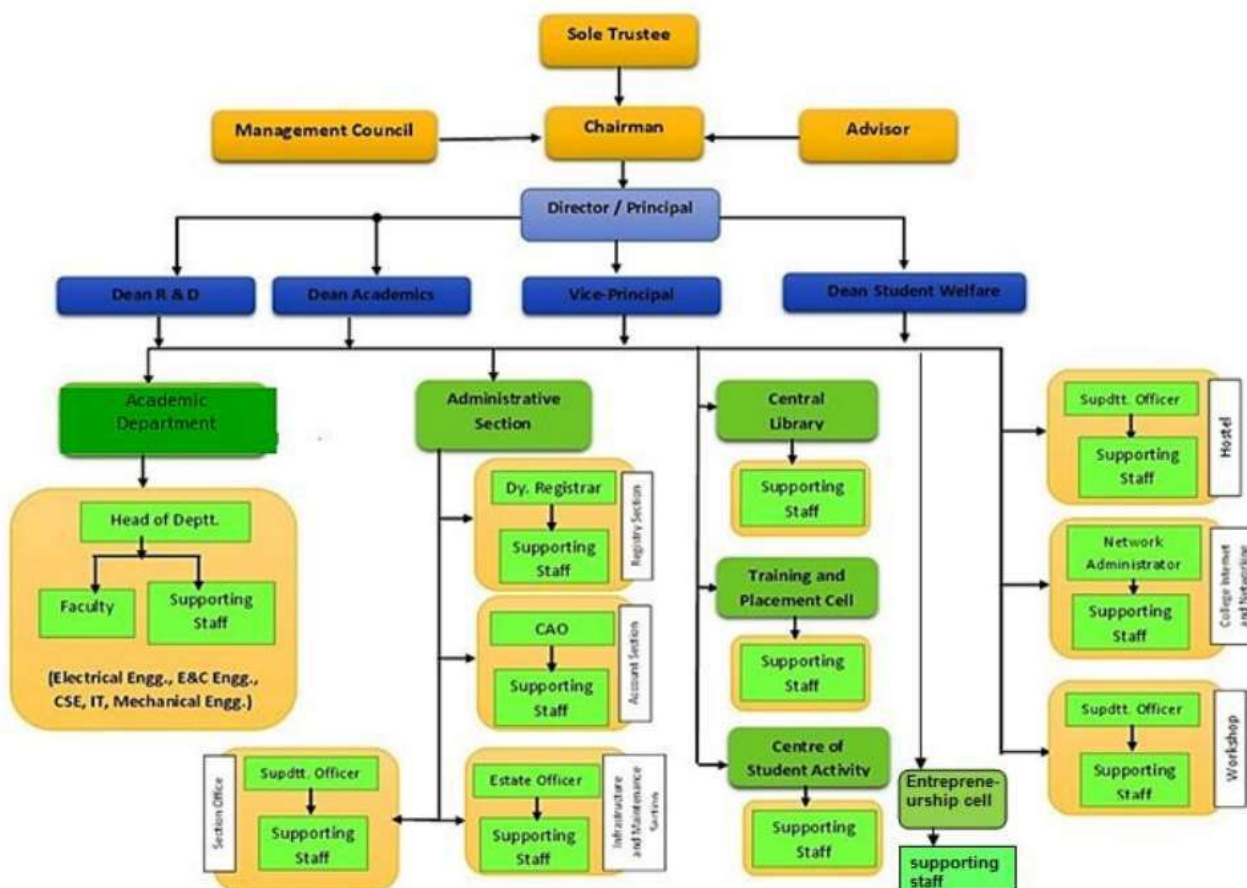 Sole Trustee
Management Council
Chairman
Advisor
Director / Principal
Dean R & D
Dean Academics
Vice-Principal
Dean Student Welfare
Academic
Department
Administrative
Section
Central
Library
Supdtt. Officer
Supporting
Staff
Hostel
Head of Deptt.
Faculty
Supporting
Staff
(Electrical Engg., E&C Engg.,
CSE, IT, Mechanical Engg.)
Dy. Registrar
Supporting
Staff
Registry Section
Supporting
Staff
Network
Administrator
Supporting
Staff
College Internet
and Networking
Training and
Placement Cell
CAO
Supporting
Staff
Account Section
Supporting
Staff
Supdtt. Officer
Supporting
Staff
Workshop
Centre of
Student Activity
Section Office
Supdtt. Officer
Supporting
Staff
Estate Officer
Supporting
Staff
Infrastructure
and Maintenance
Section
Supporting
Staff
Entreprene-
urship cell
supporting
staff